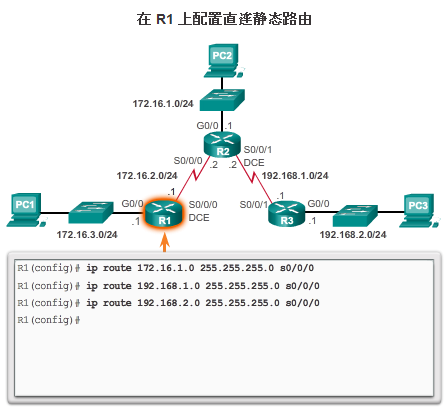 在 R1 上配置直连静态路由
PC2
172.16.1.0/24
G0/0 .1
R2
S0/0/0 .2
.2 S0/0/1
DCE
172.16.2.0/24
192.168.1.0/24
PC1
G0/0 .1
R1
.1 S0/0/0
DCE
172.16.3.0/24
S0/0/1 .1
R3
G0/0 .1
PC3
192.168.2.0/24
R1(config)# ip route 172.16.1.0 255.255.255.0 s0/0/0
R1(config)# ip route 192.168.1.0 255.255.255.0 s0/0/0
R1(config)# ip route 192.168.2.0 255.255.255.0 s0/0/0
R1(config)#